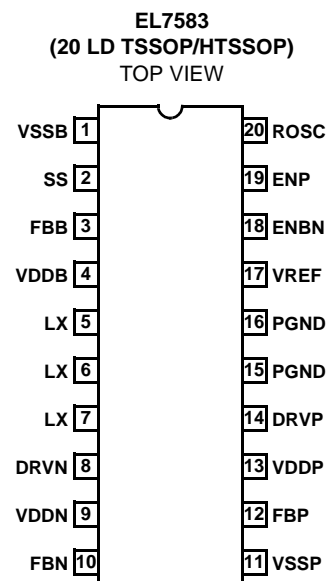 EL7583
(20 LD TSSOP/HTSSOP)
TOP VIEW
VSSB 1 20 ROSC
SS 2 19 ENP
FBB 3 18 ENBN
VDDB 4 17 VREF
LX 5 16 PGND
LX 6 15 PGND
LX 7 14 DRVP
DRVN 8 13 VDDP
VDDN 9 12 FBP
FBN 10 11 VSSP